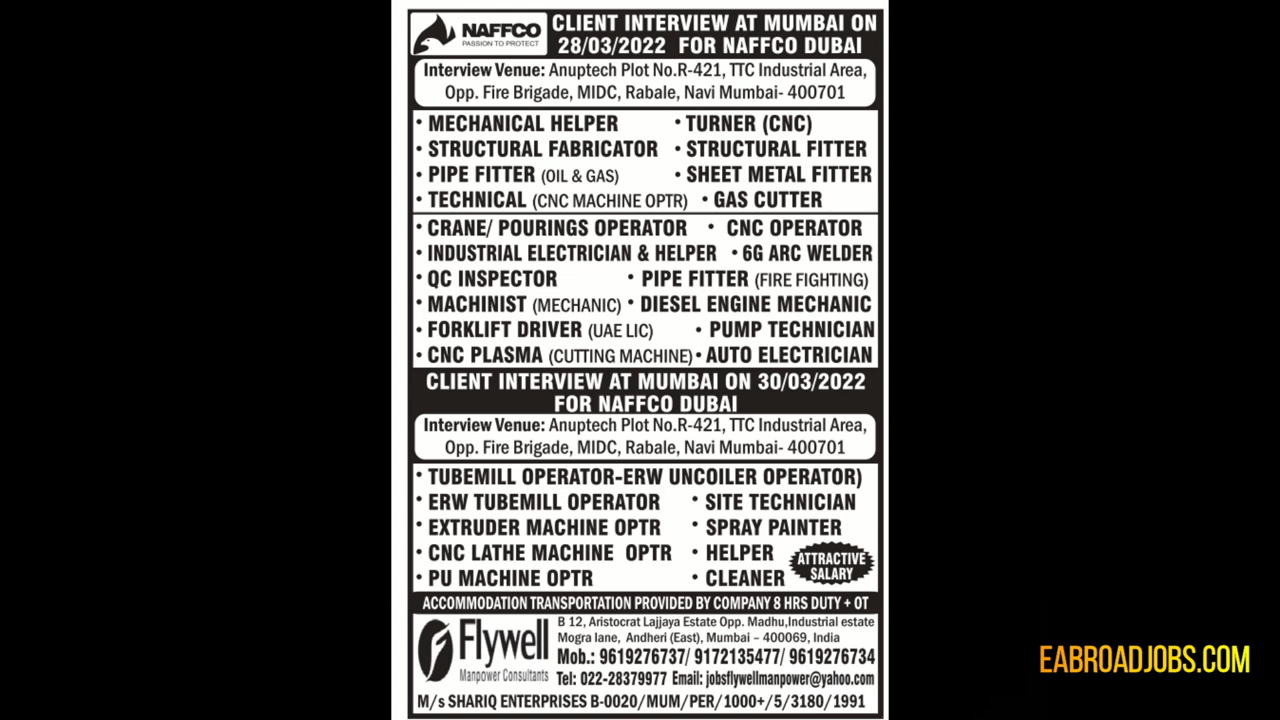 NAFFCO
PASSION TO PROTECT
CLIENT INTERVIEW AT MUMBAI ON
28/03/2022 FOR NAFFCO DUBAI
Interview Venue: Anuptech Plot No.R-421, TTC Industrial Area,
Opp. Fire Brigade, MIDC, Rabale, Navi Mumbai- 400701
• MECHANICAL HELPER • TURNER (CNC)
• STRUCTURAL FABRICATOR • STRUCTURAL FITTER
• PIPE FITTER (OIL & GAS) • SHEET METAL FITTER
• TECHNICAL (CNC MACHINE OPTR) • GAS CUTTER
• CRANE/ POURINGS OPERATOR • CNC OPERATOR
• INDUSTRIAL ELECTRICIAN & HELPER • 6G ARC WELDER
• QC INSPECTOR • PIPE FITTER (FIRE FIGHTING)
• MACHINIST (MECHANIC) • DIESEL ENGINE MECHANIC
• FORKLIFT DRIVER (UAE LIC) • PUMP TECHNICIAN
• CNC PLASMA (CUTTING MACHINE) • AUTO ELECTRICIAN
CLIENT INTERVIEW AT MUMBAI ON 30/03/2022
FOR NAFFCO DUBAI
Interview Venue: Anuptech Plot No.R-421, TTC Industrial Area,
Opp. Fire Brigade, MIDC, Rabale, Navi Mumbai- 400701
• TUBEMILL OPERATOR-ERW UNCOILER OPERATOR)
• ERW TUBEMILL OPERATOR • SITE TECHNICIAN
• EXTRUDER MACHINE OPTR • SPRAY PAINTER
• CNC LATHE MACHINE OPTR • HELPER
• PU MACHINE OPTR • CLEANER
ATTRACTIVE
SALARY
ACCOMMODATION TRANSPORTATION PROVIDED BY COMPANY 8 HRS DUTY + OT
Flywell
Manpower Consultants
B 12, Aristocrat Lajjaya Estate Opp. Madhu,Industrial estate
Mogra lane, Andheri (East), Mumbai – 400069, India
Mob.: 9619276737/ 9172135477/ 9619276734
Tel: 022-28379977 Email: jobsflywellmanpower@yahoo.com
M/s SHARIQ ENTERPRISES B-0020/MUM/PER/1000+/5/3180/1991
EABROADJOBS.COM